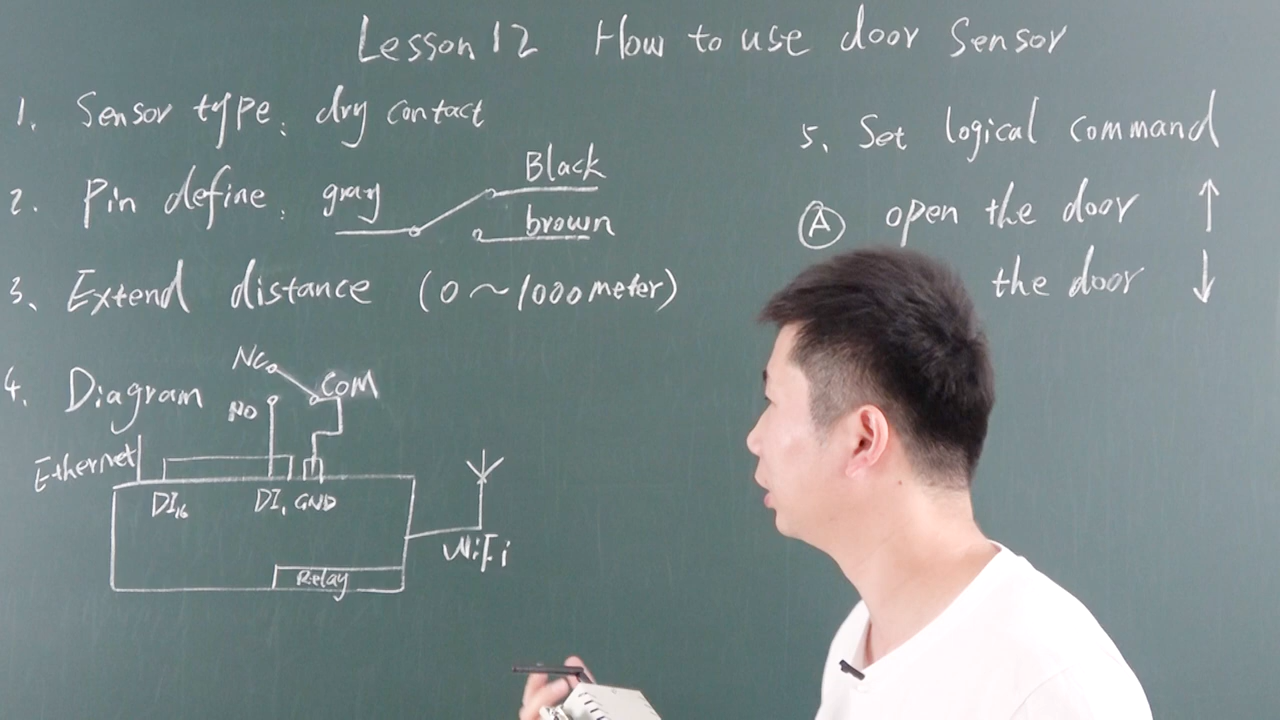 Lesson 12 How to use door Sensor
1. Sensor type: dry contact
2. Pin define: gray
Black
brown
3. Extend distance (0~1000 meter)
4. Diagram
NC
COM
NO
Ethernet
DI16
DI1 GND
WiFi
Relay
5. Set logical command
A open the door ↑
the door ↓